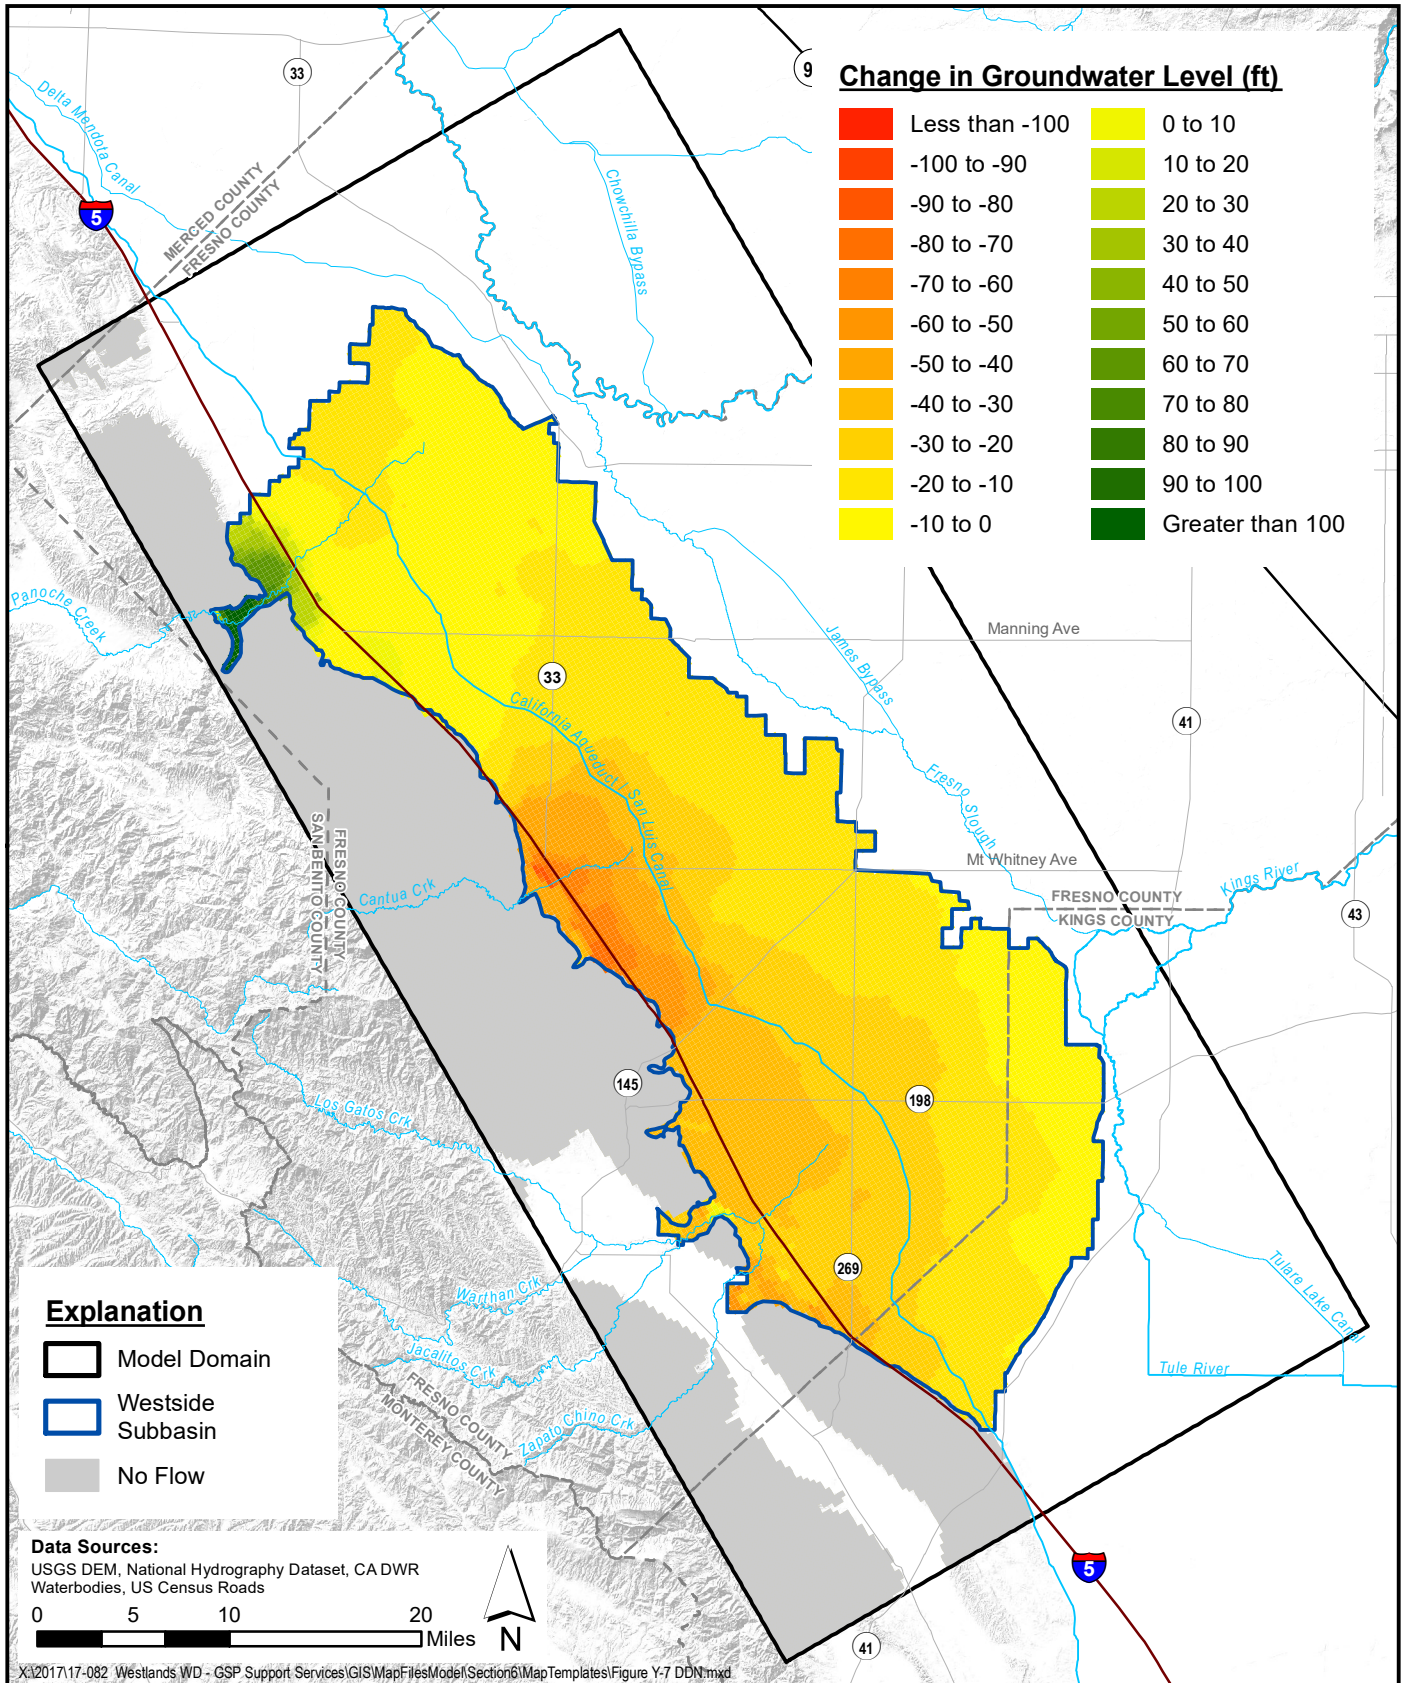 Change in Groundwater Level (ft)
Less than -100
-100 to -90
-90 to -80
-80 to -70
-70 to -60
-60 to -50
-50 to -40
-40 to -30
-30 to -20
-20 to -10
-10 to 0
0 to 10
10 to 20
20 to 30
30 to 40
40 to 50
50 to 60
60 to 70
70 to 80
80 to 90
90 to 100
Greater than 100
33
9
Delta Mendota Canal
5
MERCED COUNTY
FRESNO COUNTY
Chowchilla Bypass
Panoche Creek
James Bypass
Manning Ave
33
41
California Aqueduct / San Luis Canal
Fresno Slough
SAN BENITO COUNTY
FRESNO COUNTY
Cantua Crk
Mt Whitney Ave
Kings River
FRESNO COUNTY
KINGS COUNTY
43
145
198
Los Gatos Crk
269
Warthan Crk
Jacalitos Crk
Zapato Chino Crk
FRESNO COUNTY
MONTEREY COUNTY
Tulare Lake Canal
Tule River
5
41
Explanation
Model Domain
Westside
Subbasin
No Flow
Data Sources:
USGS DEM, National Hydrography Dataset, CA DWR
Waterbodies, US Census Roads
0 5 10 20
Miles
N
X:\2017\17-082 Westlands WD - GSP Support Services\GIS\MapFilesModel\Section6\MapTemplates\Figure Y-7 DDN.mxd